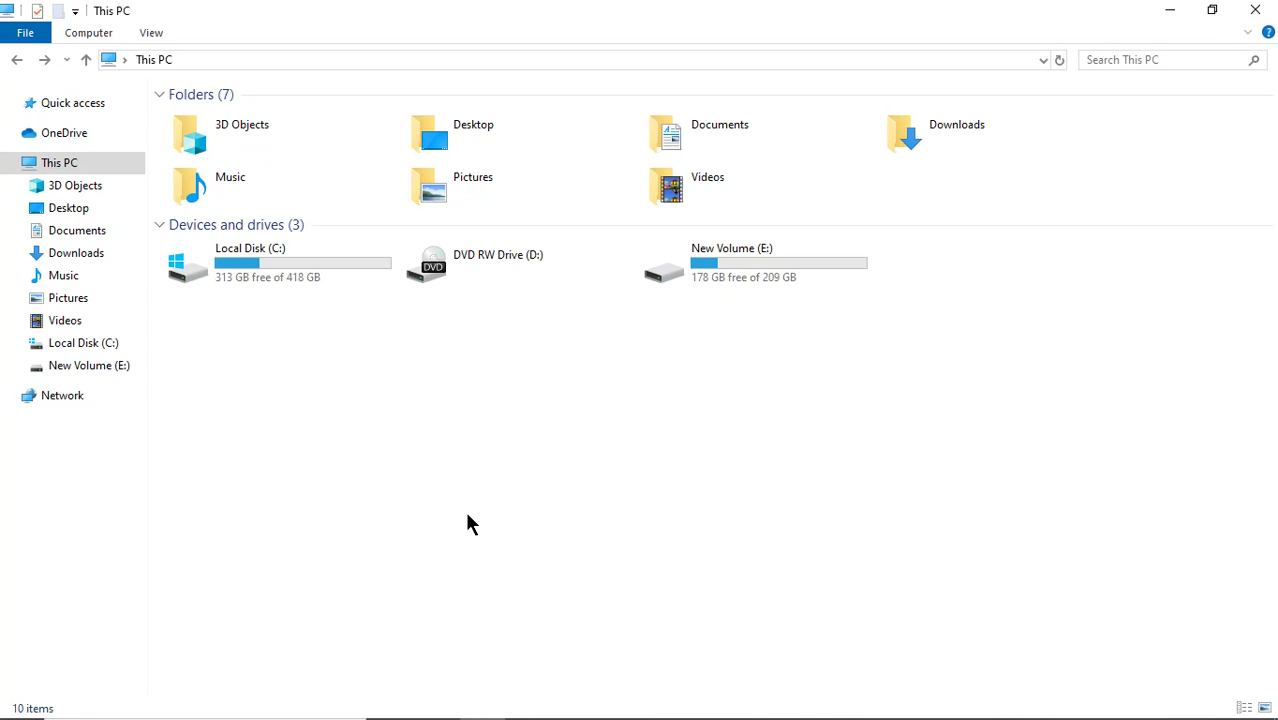 This PC
File Computer View
This PC Search This PC
Quick access
OneDrive
This PC
3D Objects
Desktop
Documents
Downloads
Music
Pictures
Videos
Local Disk (C:)
New Volume (E:)
Network
Folders (7)
3D Objects Desktop Documents Downloads
Music Pictures Videos
Devices and drives (3)
Local Disk (C:)
313 GB free of 418 GB
DVD
DVD RW Drive (D:)
New Volume (E:)
178 GB free of 209 GB
10 items